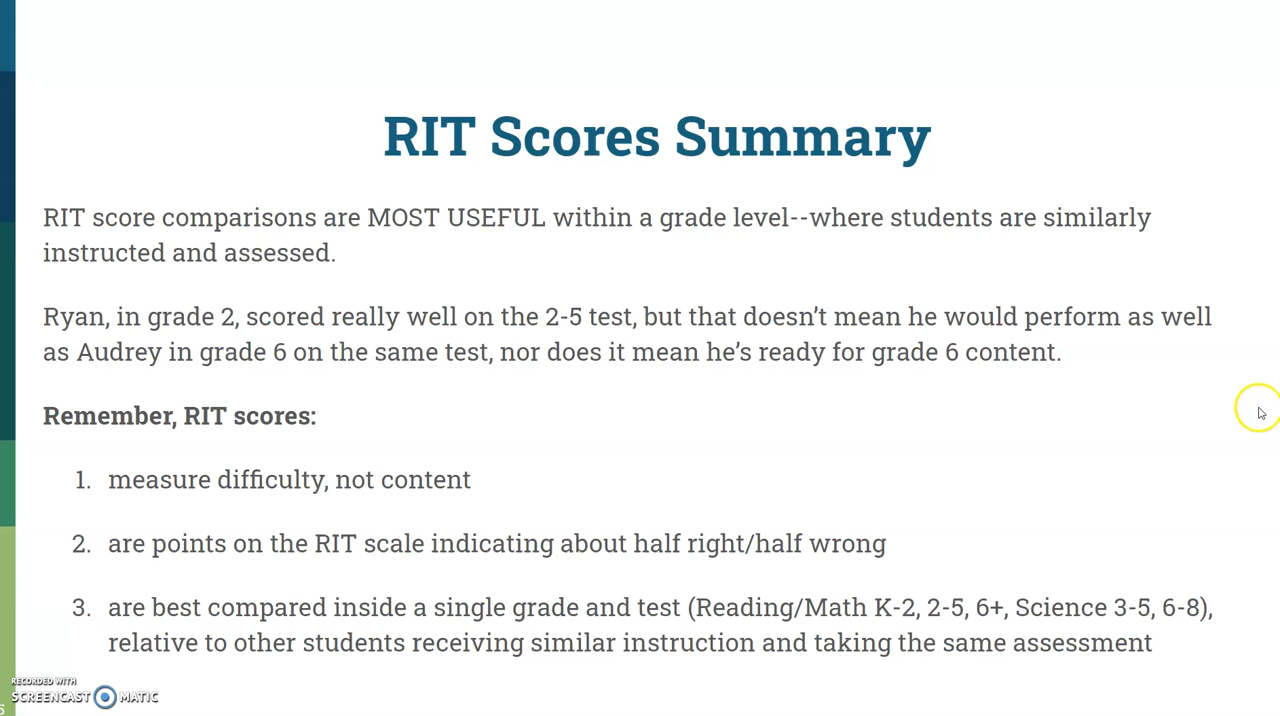 RIT Scores Summary
RIT score comparisons are MOST USEFUL within a grade level--where students are similarly
instructed and assessed.
Ryan, in grade 2, scored really well on the 2-5 test, but that doesn’t mean he would perform as well
as Audrey in grade 6 on the same test, nor does it mean he’s ready for grade 6 content.
Remember, RIT scores:
1. measure difficulty, not content
2. are points on the RIT scale indicating about half right/half wrong
3. are best compared inside a single grade and test (Reading/Math K-2, 2-5, 6+, Science 3-5, 6-8),
relative to other students receiving similar instruction and taking the same assessment
RECORDED WITH
SCREENCAST MATIC